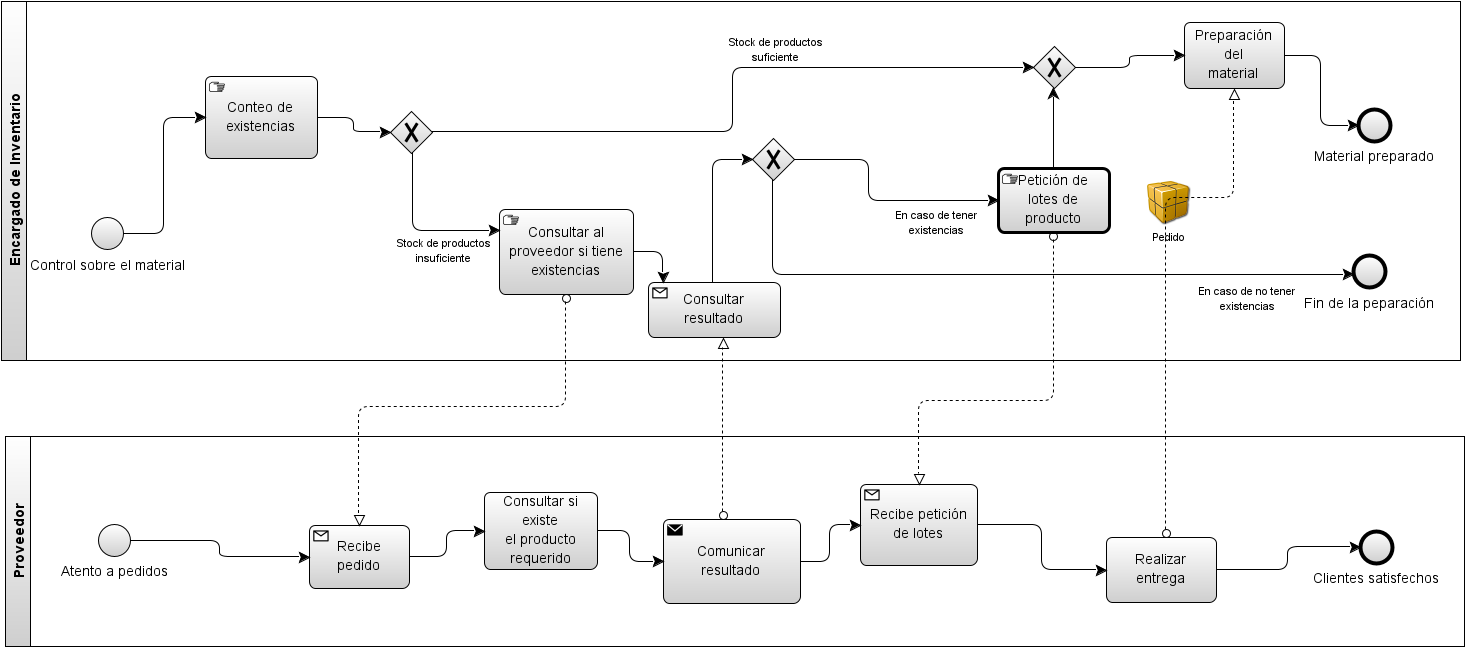 Encargado de Inventario
Control sobre el material
Conteo de
existencias
Stock de productos
suficiente
Stock de productos
insuficiente
Consultar al
proveedor si tiene
existencias
Consultar
resultado
En caso de tener
existencias
Petición de
lotes de
producto
Preparación
del
material
Material preparado
Pedido
En caso de no tener
existencias
Fin de la peparación
Proveedor
Atento a pedidos
Recibe
pedido
Consultar si
existe
el producto
requerido
Comunicar
resultado
Recibe petición
de lotes
Realizar
entrega
Clientes satisfechos